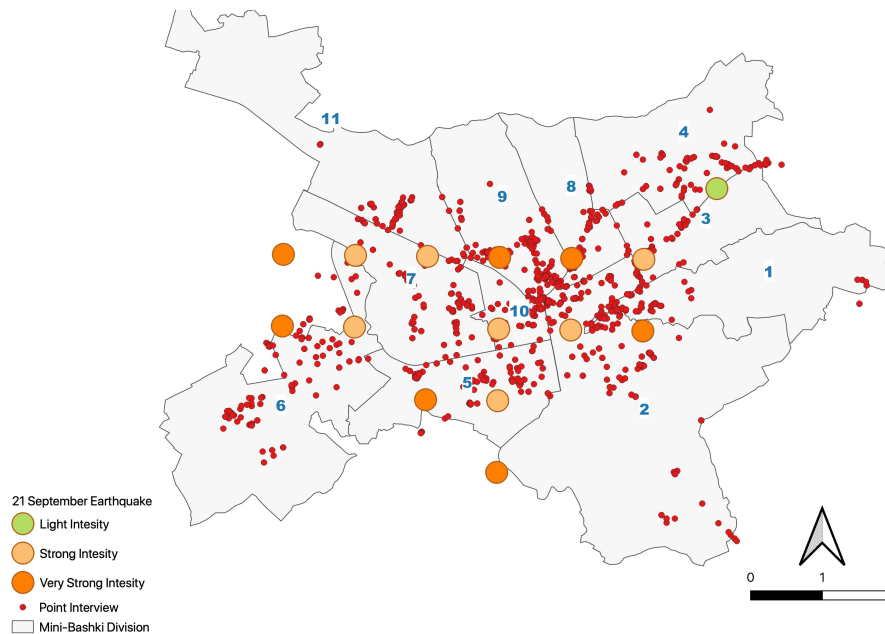 11
4
9
8
3
1
7
10
5
6
2
21 September Earthquake
Light Intesity
Strong Intesity
Very Strong Intesity
Point Interview
Mini-Bashki Division
0 1